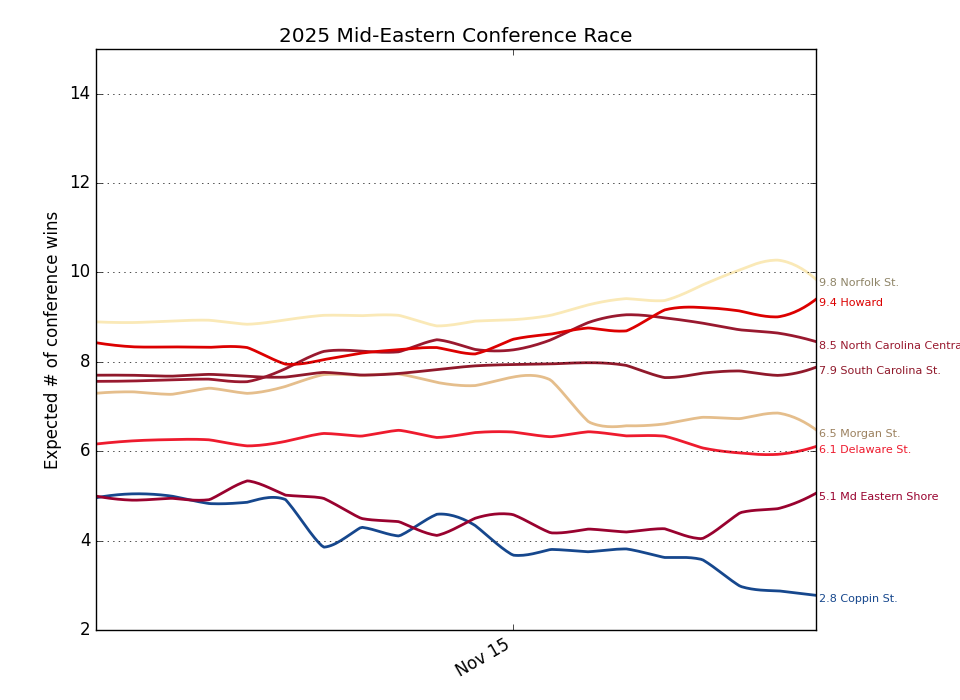 2025 Mid-Eastern Conference Race
Expected # of conference wins
14
12
10
8
6
4
2
Nov 15
9.8 Norfolk St.
9.4 Howard
8.5 North Carolina Centra
7.9 South Carolina St.
6.5 Morgan St.
6.1 Delaware St.
5.1 Md Eastern Shore
2.8 Coppin St.